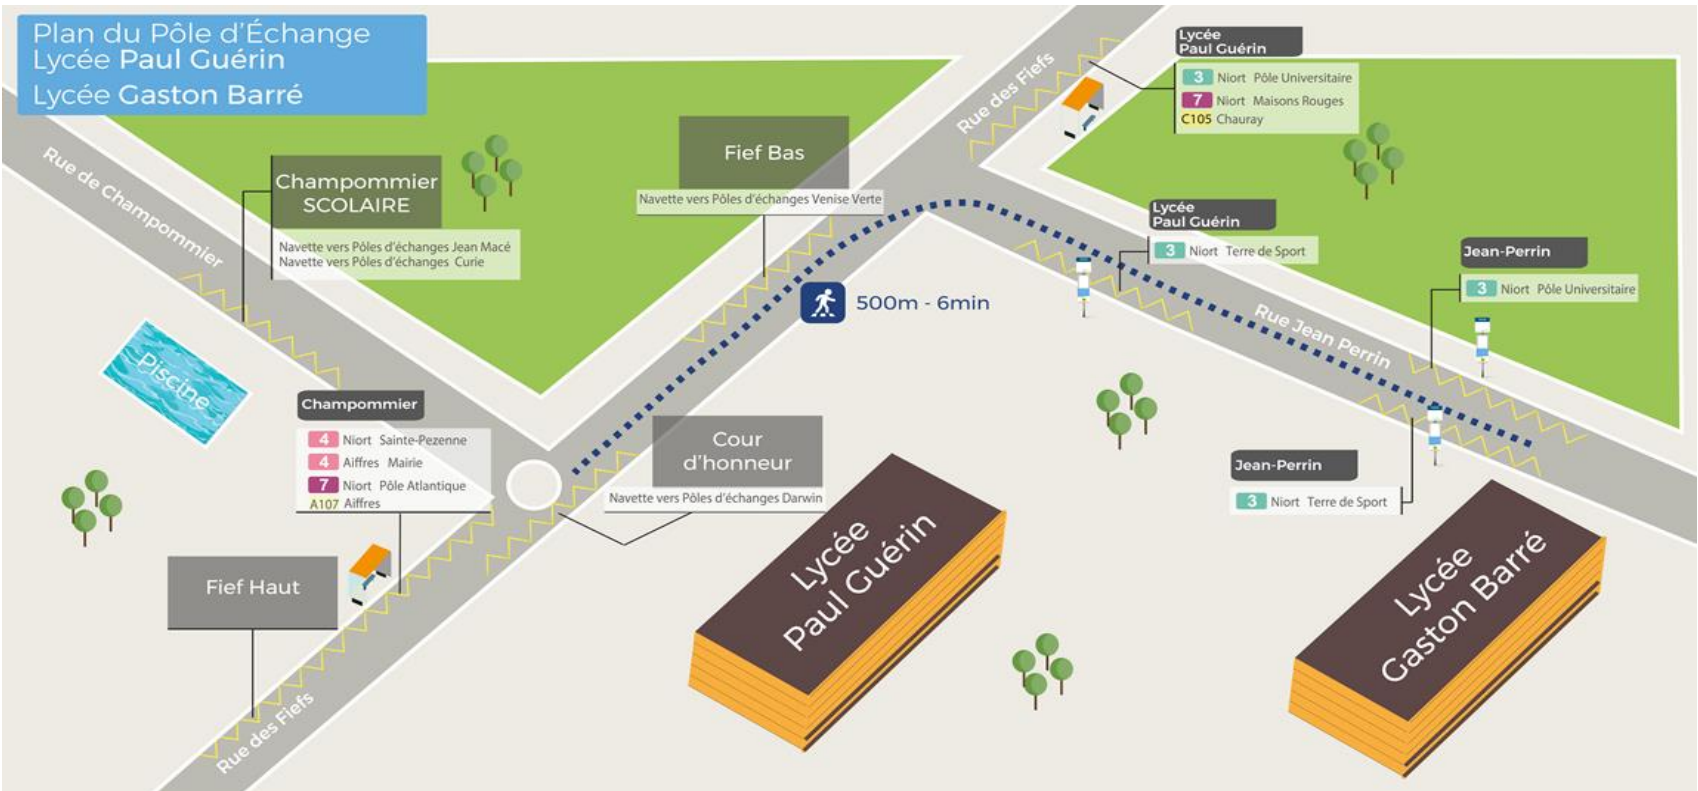 Plan du Pôle d'Échange
Lycée Paul Guérin
Lycée Gaston Barré
Rue de Champommier
Champommier
SCOLAIRE
Navette vers Pôles d'échanges Jean Macé
Navette vers Pôles d'échanges Curie
Fief Bas
Navette vers Pôles d'échanges Venise Verte
Rue des Fiefs
Lycée
Paul Guérin
3 Niort Pôle Universitaire
7 Niort Maisons Rouges
C105 Chauray
Lycée
Paul Guérin
3 Niort Terre de Sport
Jean-Perrin
3 Niort Pôle Universitaire
500m - 6min
Rue Jean Perrin
Piscine
Champommier
4 Niort Sainte-Pezenne
4 Aiffres Mairie
7 Niort Pôle Atlantique
A107 Aiffres
Cour
d'honneur
Navette vers Pôles d'échanges Darwin
Jean-Perrin
3 Niort Terre de Sport
Fief Haut
Lycée
Paul Guérin
Lycée
Gaston Barré
Rue des Fiefs